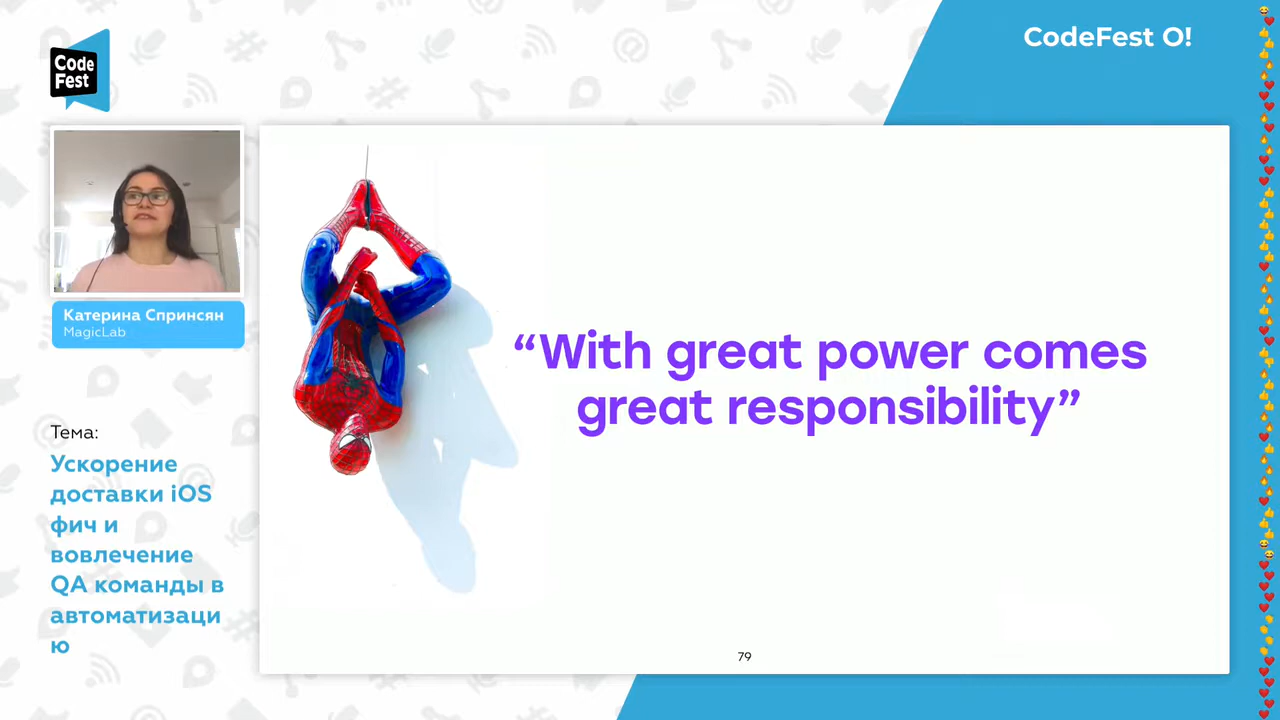 CodeFest O!
Code
Fest
Катерина Спринсян
MagicLab
Тема:
Ускорение
доставки iOS
фич и
вовлечение
QA команды в
автоматизаци
ю
“With great power comes
great responsibility”
79